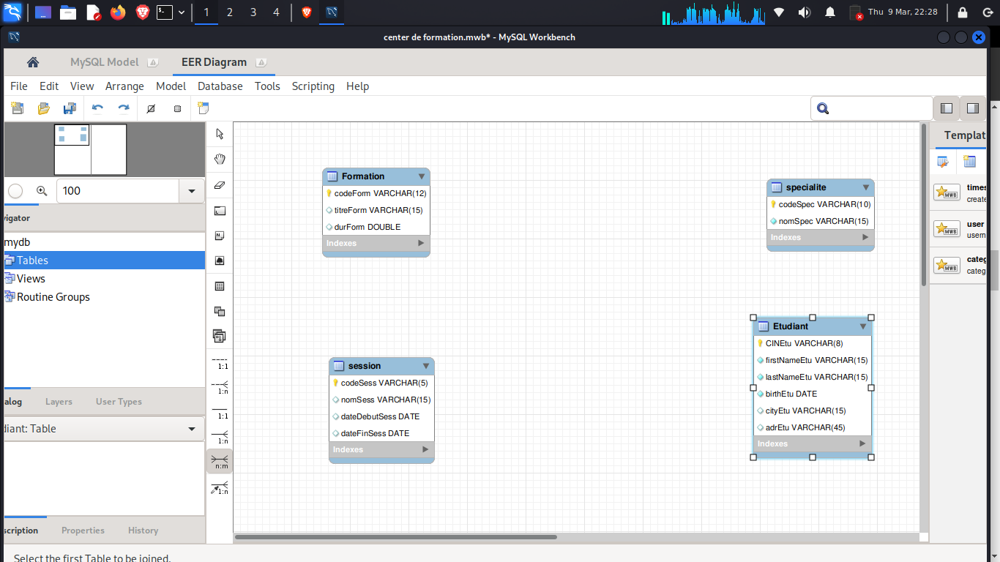 1 2 3 4
Thu 9 Mar, 22:28
center de formation.mwb* - MySQL Workbench
MySQL Model
EER Diagram
File Edit View Arrange Model Database Tools Scripting Help
Templat
100
vigator
mydb
Tables
Views
Routine Groups
alog Layers User Types
diant: Table
scription Properties History
Select the first Table to be joined.
1:1
1:n
1:1
1:n
n:m
1:n
Formation
codeForm VARCHAR(12)
titreForm VARCHAR(15)
durForm DOUBLE
Indexes
specialite
codeSpec VARCHAR(10)
nomSpec VARCHAR(15)
Indexes
session
codeSess VARCHAR(5)
nomSess VARCHAR(15)
dateDebutSess DATE
dateFinSess DATE
Indexes
Etudiant
CINEtu VARCHAR(8)
firstNameEtu VARCHAR(15)
lastNameEtu VARCHAR(15)
birthEtu DATE
cityEtu VARCHAR(15)
adrEtu VARCHAR(45)
Indexes
MWB
times
create
MWB
user
usern
MWB
categ
categ